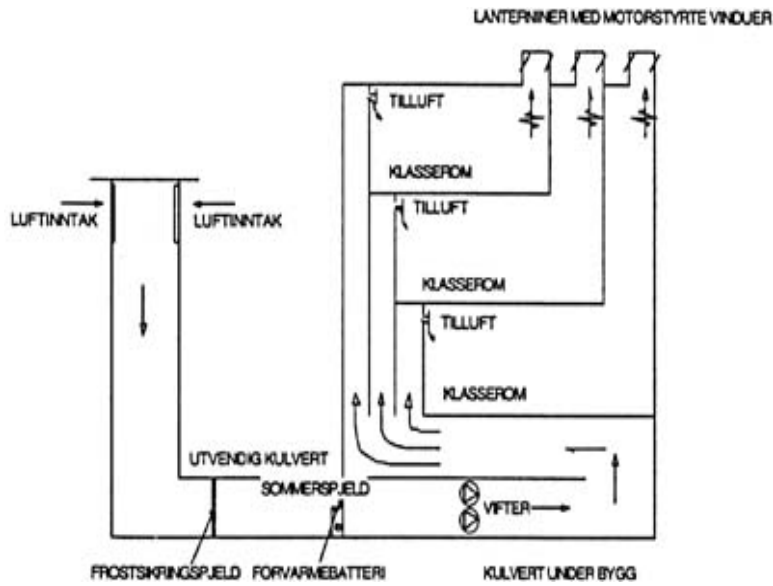 LANTERNINER MED MOTORSTYRTE VINDUER
TILLUFT
KLASSEROM
LUFTINNTAK
LUFTINNTAK
TILLUFT
KLASSEROM
TILLUFT
KLASSEROM
UTVENDIG KULVERT
SOMMERSPJELD
VIFTER
FROSTSIKRINGSPJELD
FORVARMEBATTERI
KULVERT UNDER BYGG